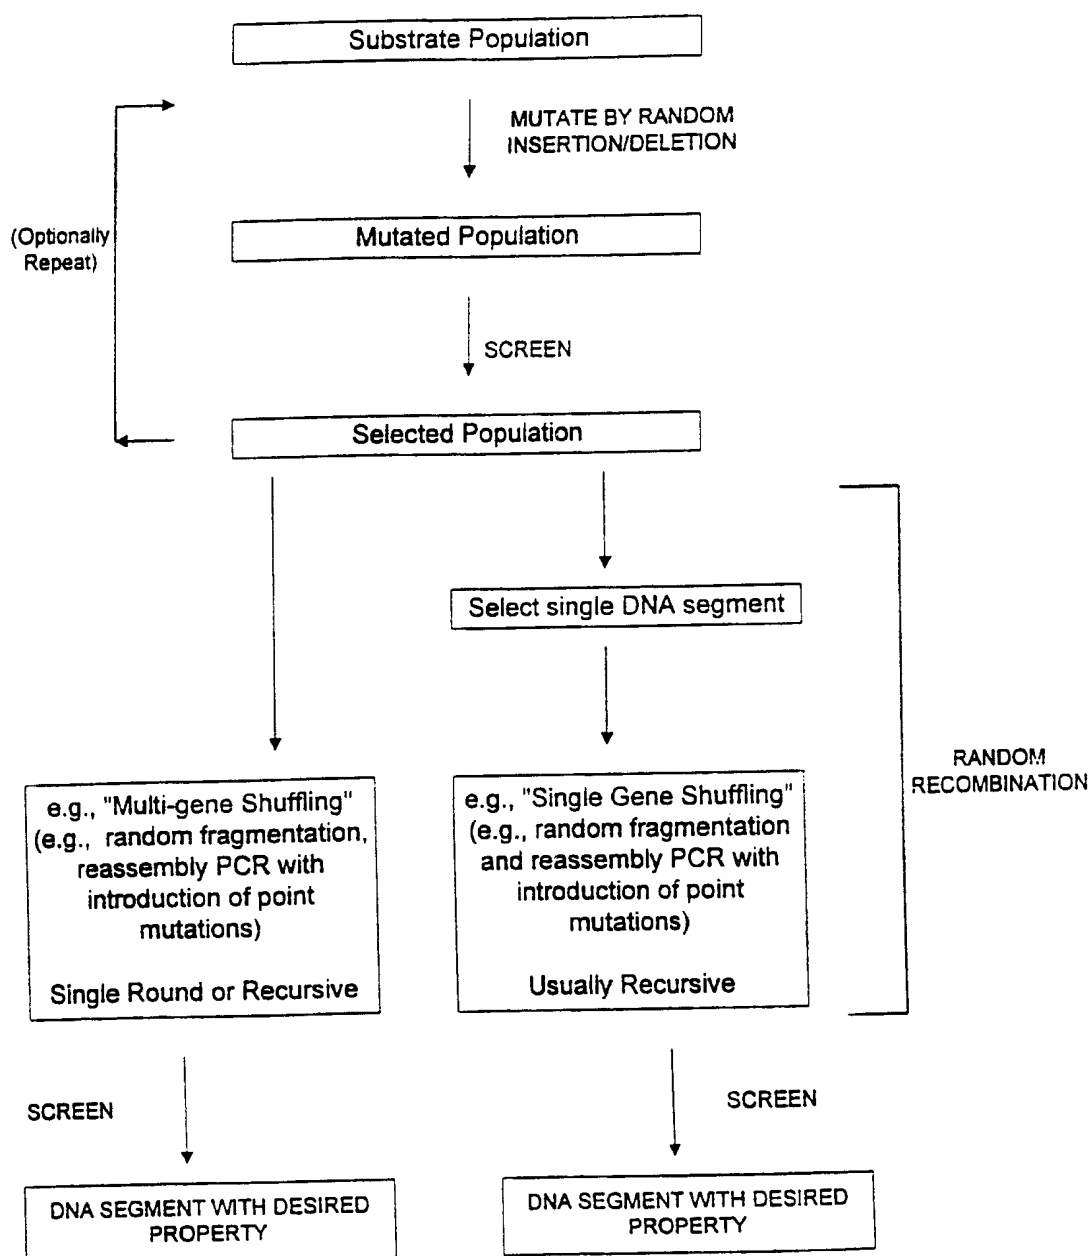 Substrate Population
MUTATE BY RANDOM
INSERTION/DELETION
(Optionally
Repeat)
Mutated Population
SCREEN
Selected Population
Select single DNA segment
RANDOM
RECOMBINATION
e.g., "Multi-gene Shuffling"
(e.g., random fragmentation,
reassembly PCR with
introduction of point
mutations)
Single Round or Recursive
e.g., "Single Gene Shuffling"
(e.g., random fragmentation
and reassembly PCR with
introduction of point
mutations)
Usually Recursive
SCREEN
SCREEN
DNA SEGMENT WITH DESIRED
PROPERTY
DNA SEGMENT WITH DESIRED
PROPERTY